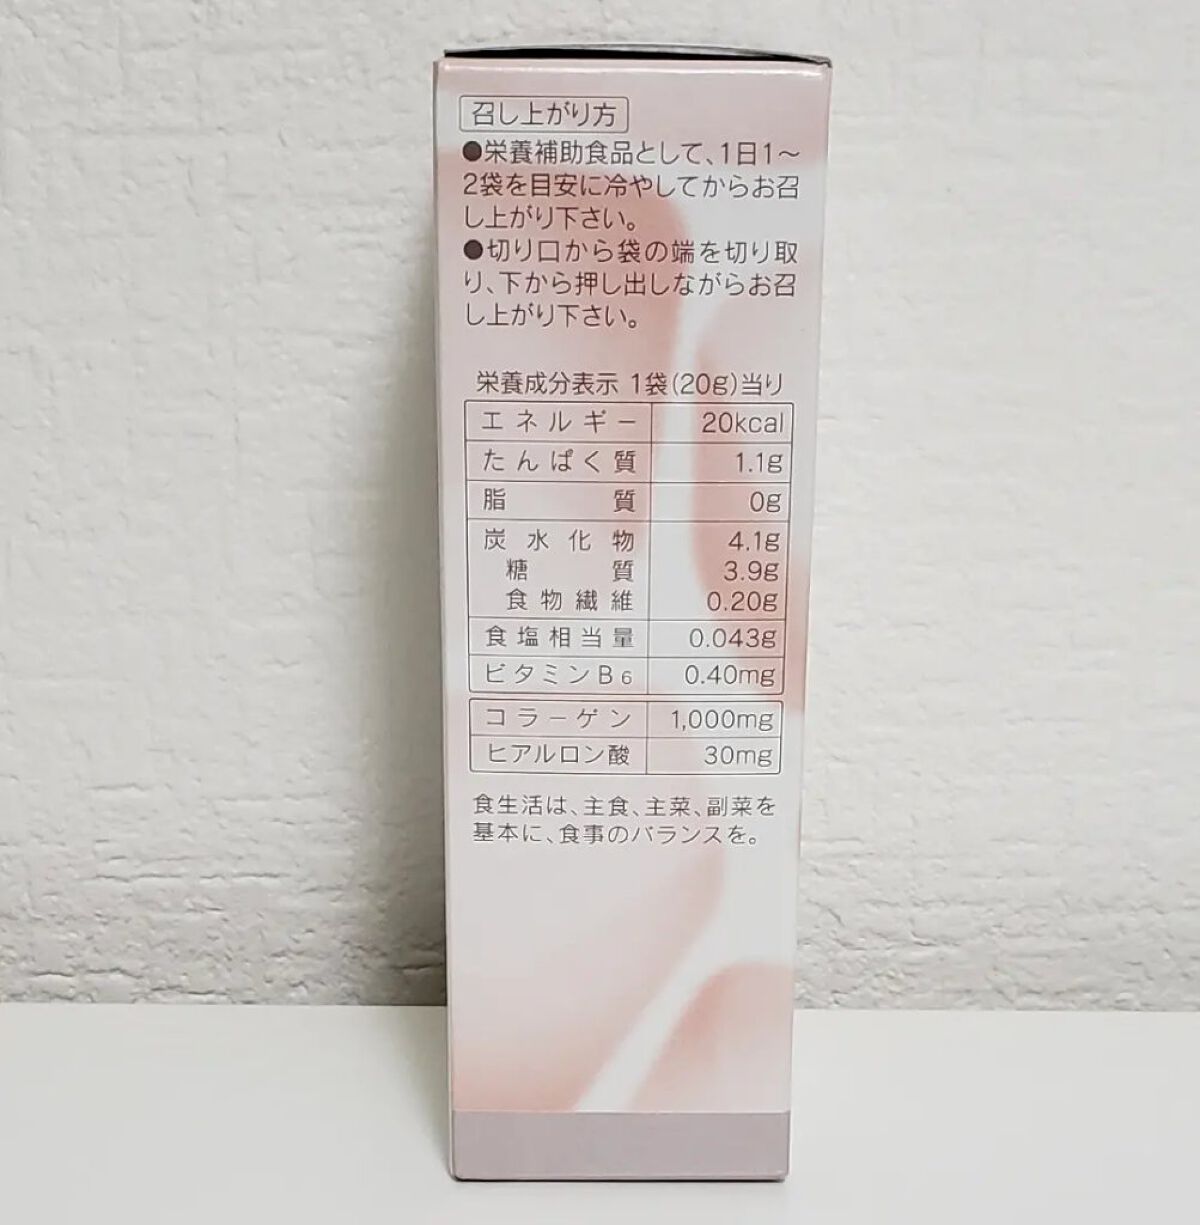 召し上がり方
●栄養補助食品として、1日1～
2袋を目安に冷やしてからお召
し上がり下さい。
●切り口から袋の端を切り取
り、下から押し出しながらお召
し上がり下さい。
栄養成分表示 1袋(20g)当り
エネルギー 20kcal
たんぱく質 1.1g
脂質 0g
炭水化物 4.1g
糖質 3.9g
食物繊維 0.20g
食塩相当量 0.043g
ビタミンB6 0.40mg
コラーゲン 1,000mg
ヒアルロン酸 30mg
食生活は、主食、主菜、副菜を
基本に、食事のバランスを。